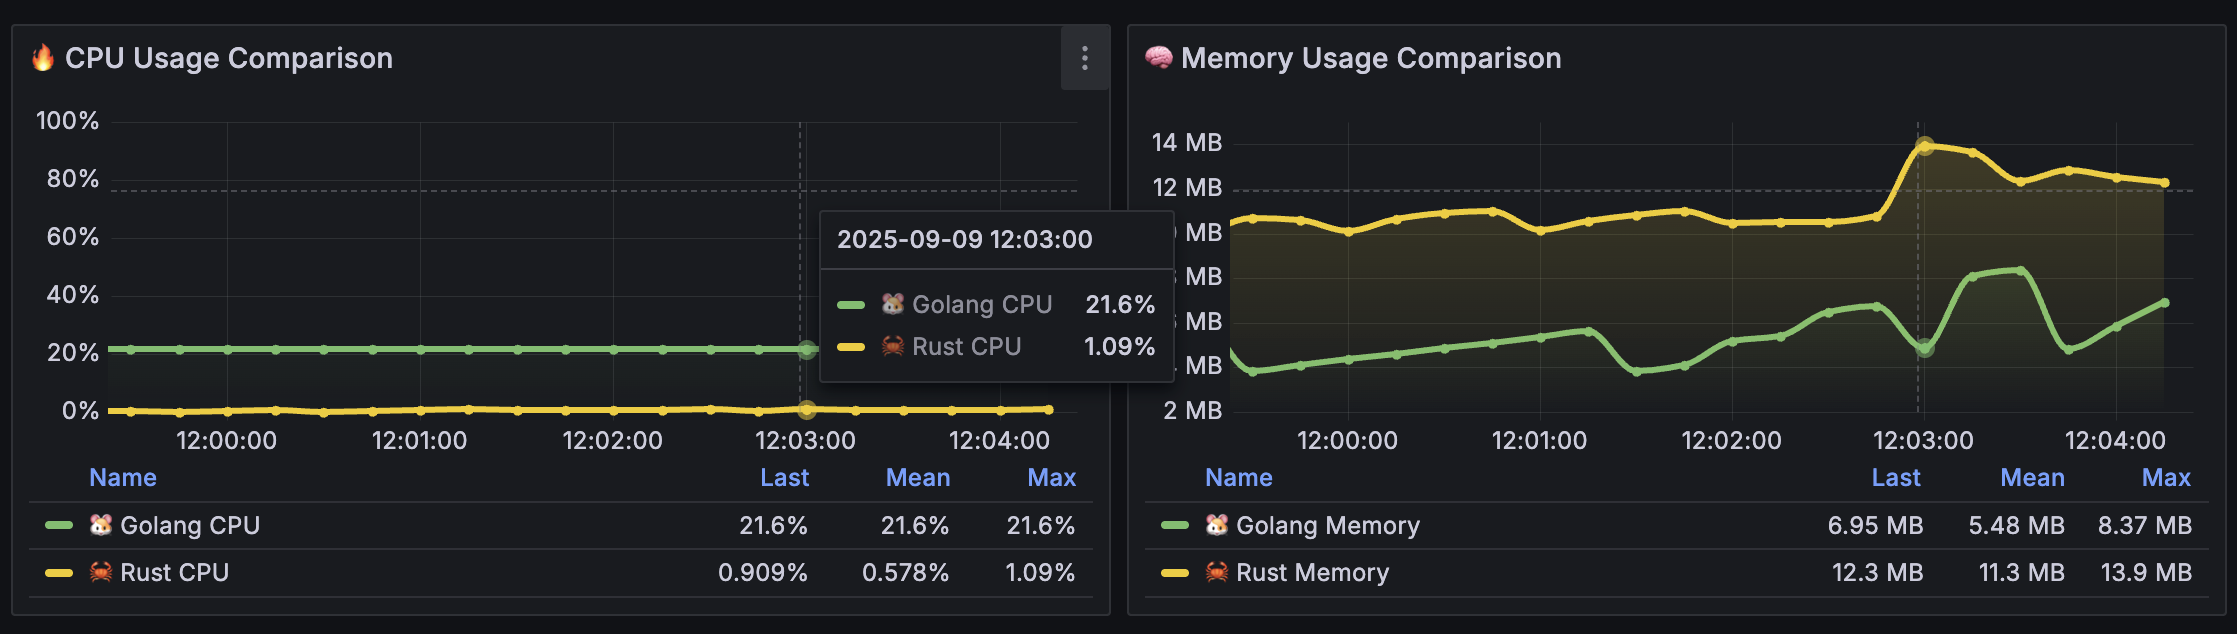 🔥 CPU Usage Comparison
100%
80%
60%
40%
20%
0%
12:00:00 12:01:00 12:02:00 12:03:00 12:04:00
Name Last Mean Max
🐹 Golang CPU 21.6% 21.6% 21.6%
🦀 Rust CPU 0.909% 0.578% 1.09%
2025-09-09 12:03:00
🐹 Golang CPU 21.6%
🦀 Rust CPU 1.09%
🧠 Memory Usage Comparison
14 MB
12 MB
MB
MB
MB
MB
2 MB
12:00:00 12:01:00 12:02:00 12:03:00 12:04:00
Name Last Mean Max
🐹 Golang Memory 6.95 MB 5.48 MB 8.37 MB
🦀 Rust Memory 12.3 MB 11.3 MB 13.9 MB